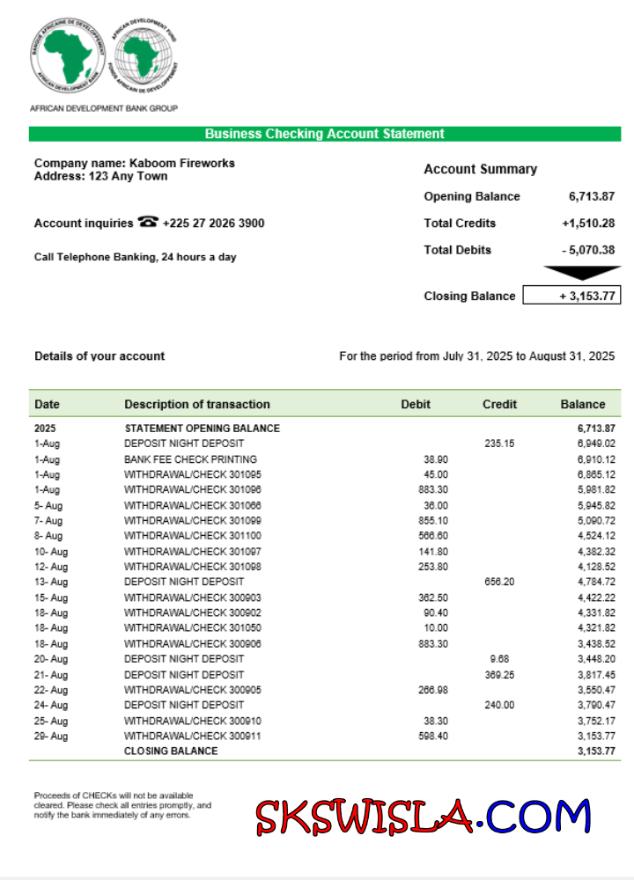 BANQUE AFRICAINE DE DEVELOPPEMENT
AFRICAN DEVELOPMENT BANK
AFRICAN DEVELOPMENT FUND
FONDS AFRICAIN DE DEVELOPPEMENT
AFRICAN DEVELOPMENT BANK GROUP
Business Checking Account Statement
Company name: Kaboom Fireworks
Address: 123 Any Town
Account inquiries ☎ +225 27 2026 3900
Call Telephone Banking, 24 hours a day
Account Summary
Opening Balance 6,713.87
Total Credits +1,510.28
Total Debits - 5,070.38
Closing Balance + 3,153.77
Details of your account For the period from July 31, 2025 to August 31, 2025
Date Description of transaction Debit Credit Balance
2025 STATEMENT OPENING BALANCE 6,713.87
1-Aug DEPOSIT NIGHT DEPOSIT 235.15 6,949.02
1-Aug BANK FEE CHECK PRINTING 38.90 6,910.12
1-Aug WITHDRAWAL/CHECK 301095 45.00 6,865.12
1-Aug WITHDRAWAL/CHECK 301096 883.30 5,981.82
5- Aug WITHDRAWAL/CHECK 301066 36.00 5,945.82
7- Aug WITHDRAWAL/CHECK 301099 855.10 5,090.72
8- Aug WITHDRAWAL/CHECK 301100 566.60 4,524.12
10- Aug WITHDRAWAL/CHECK 301097 141.80 4,382.32
12- Aug WITHDRAWAL/CHECK 301098 253.80 4,128.52
13- Aug DEPOSIT NIGHT DEPOSIT 656.20 4,784.72
15- Aug WITHDRAWAL/CHECK 300903 362.50 4,422.22
18- Aug WITHDRAWAL/CHECK 300902 90.40 4,331.82
18- Aug WITHDRAWAL/CHECK 301050 10.00 4,321.82
18- Aug WITHDRAWAL/CHECK 300906 883.30 3,438.52
20- Aug DEPOSIT NIGHT DEPOSIT 9.68 3,448.20
21- Aug DEPOSIT NIGHT DEPOSIT 369.25 3,817.45
22- Aug WITHDRAWAL/CHECK 300905 266.98 3,550.47
24- Aug DEPOSIT NIGHT DEPOSIT 240.00 3,790.47
25- Aug WITHDRAWAL/CHECK 300910 38.30 3,752.17
29- Aug WITHDRAWAL/CHECK 300911 598.40 3,153.77
CLOSING BALANCE 3,153.77
Proceeds of CHECKs will not be available
cleared. Please check all entries promptly, and
notify the bank immediately of any errors.
SKSWISLA.COM